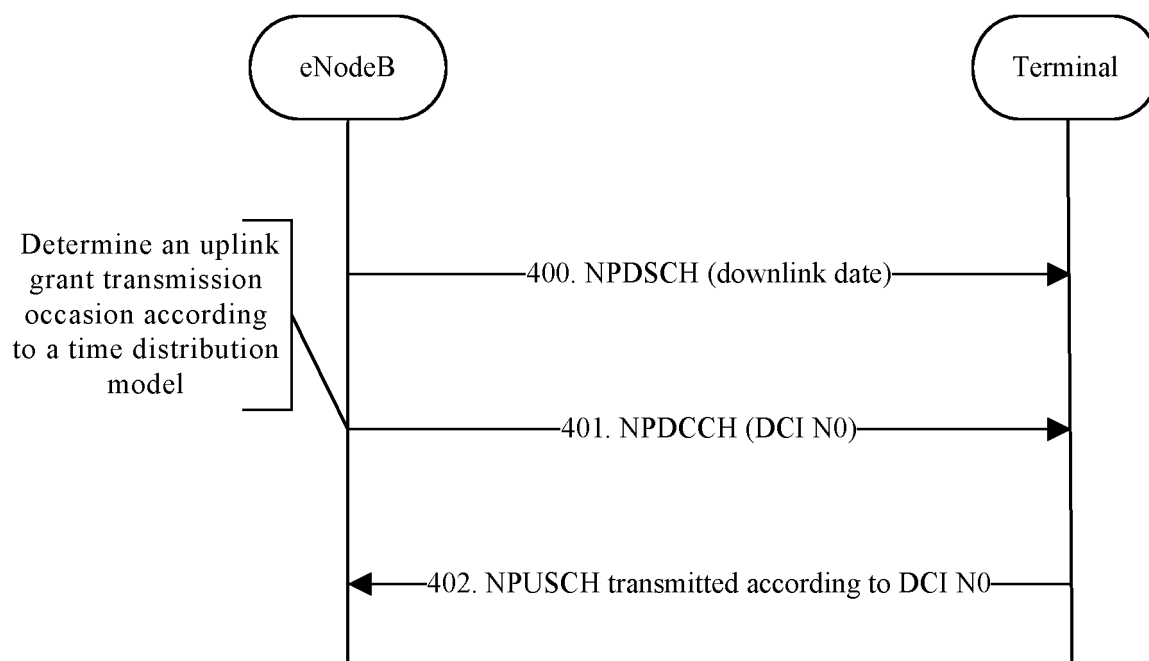 eNodeB
Terminal
Determine an uplink
grant transmission
occasion according
to a time distribution
model
400. NPDSCH (downlink date)
401. NPDCCH (DCI N0)
402. NPUSCH transmitted according to DCI N0